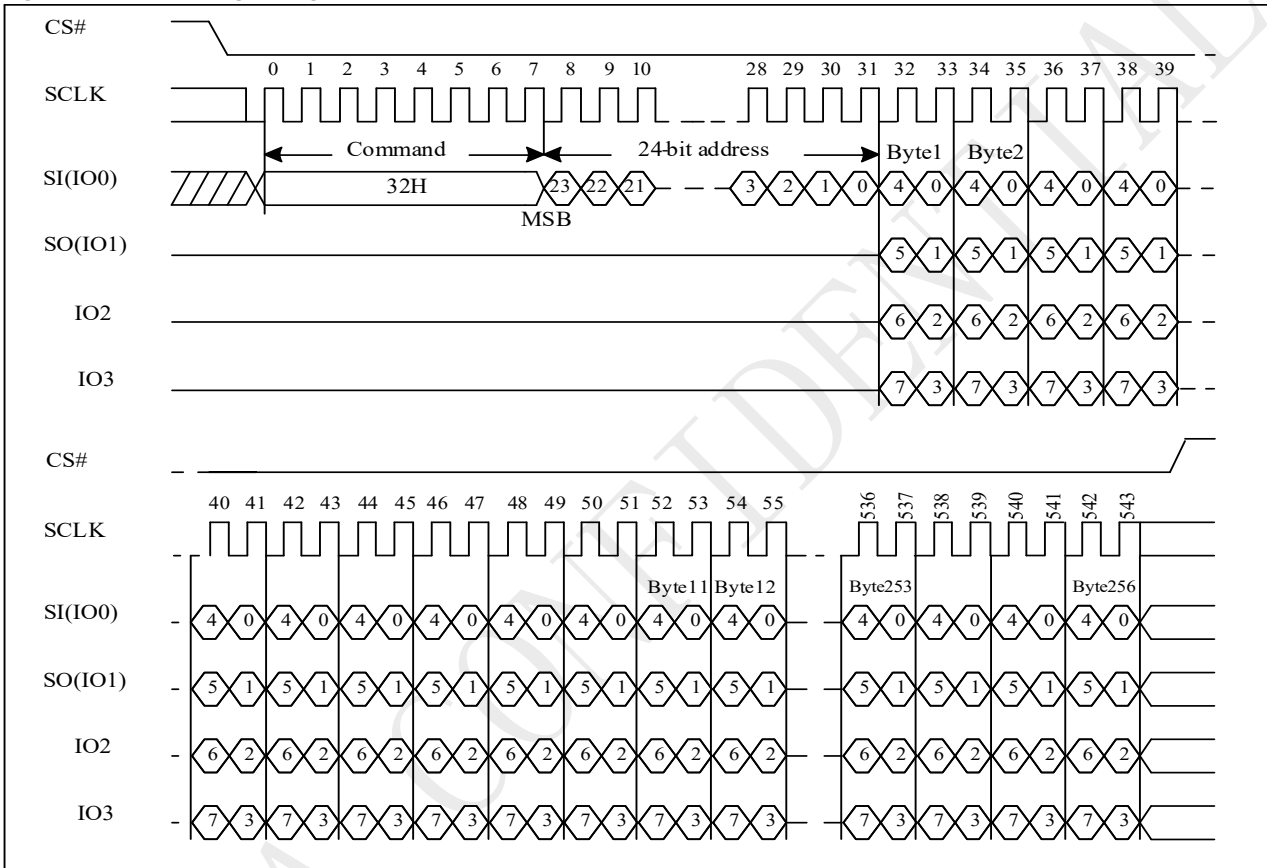 CS#
0 1 2 3 4 5 6 7 8 9 10 28 29 30 31 32 33 34 35 36 37 38 39
SCLK
Command 24-bit address Byte1 Byte2
SI(IO0) 32H 23 22 21 3 2 1 0 4 0 4 0 4 0 4 0
MSB
SO(IO1) 5 1 5 1 5 1 5 1
IO2 6 2 6 2 6 2 6 2
IO3 7 3 7 3 7 3 7 3
CS#
40 41 42 43 44 45 46 47 48 49 50 51 52 53 54 55 536 537 538 539 540 541 542 543
SCLK
Byte11 Byte12 Byte253 Byte256
SI(IO0) 4 0 4 0 4 0 4 0 4 0 4 0 4 0 4 0 4 0 4 0 4 0 4 0
SO(IO1) 5 1 5 1 5 1 5 1 5 1 5 1 5 1 5 1 5 1 5 1 5 1 5 1
IO2 6 2 6 2 6 2 6 2 6 2 6 2 6 2 6 2 6 2 6 2 6 2 6 2
IO3 7 3 7 3 7 3 7 3 7 3 7 3 7 3 7 3 7 3 7 3 7 3 7 3
CONFIDENTIAL